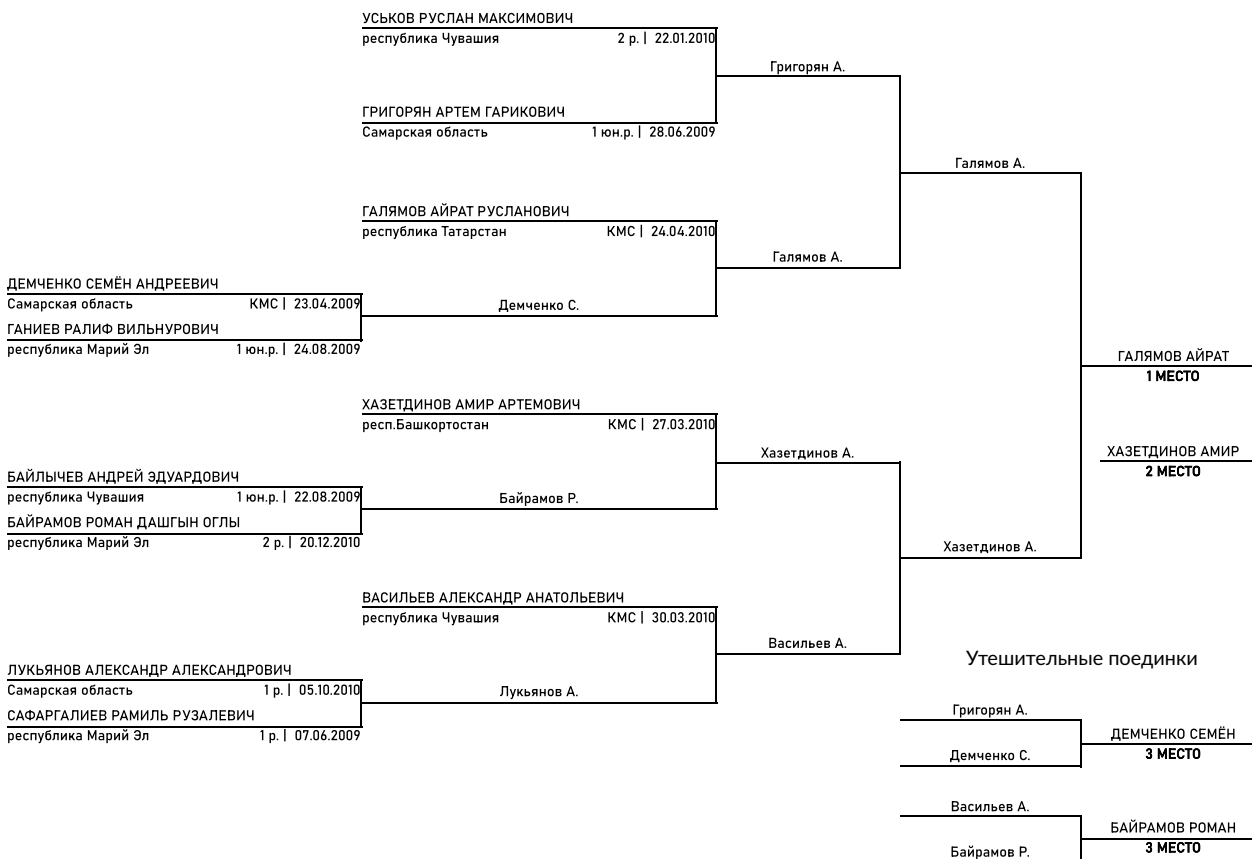 УСЬКОВ РУСЛАН МАКСИМОВИЧ
республика Чувашия 2 р. | 22.01.2010
Григорян А.
ГРИГОРЯН АРТЕМ ГАРИКОВИЧ
Самарская область 1 юн.р. | 28.06.2009
Галямов А.
ГАЛЯМОВ АЙРАТ РУСЛАНОВИЧ
республика Татарстан КМС | 24.04.2010
Галямов А.
ДЕМЧЕНКО СЕМЁН АНДРЕЕВИЧ
Самарская область КМС | 23.04.2009
Демченко С.
ГАНИЕВ РАЛИФ ВИЛЬНУРОВИЧ
республика Марий Эл 1 юн.р. | 24.08.2009
ГАЛЯМОВ АЙРАТ
1 МЕСТО
ХАЗЕТДИНОВ АМИР АРТЕМОВИЧ
респ.Башкортостан КМС | 27.03.2010
Хазетдинов А.
ХАЗЕТДИНОВ АМИР
2 МЕСТО
БАЙЛЫЧЕВ АНДРЕЙ ЭДУАРДОВИЧ
республика Чувашия 1 юн.р. | 22.08.2009
Байрамов Р.
БАЙРАМОВ РОМАН ДАШГЫН ОГЛЫ
республика Марий Эл 2 р. | 20.12.2010
Хазетдинов А.
ВАСИЛЬЕВ АЛЕКСАНДР АНАТОЛЬЕВИЧ
республика Чувашия КМС | 30.03.2010
Васильев А.
Утешительные поединки
ЛУКЬЯНОВ АЛЕКСАНДР АЛЕКСАНДРОВИЧ
Самарская область 1 р. | 05.10.2010
Лукьянов А.
САФАРГАЛИЕВ РАМИЛЬ РУЗАЛЕВИЧ
республика Марий Эл 1 р. | 07.06.2009
Григорян А.
ДЕМЧЕНКО СЕМЁН
3 МЕСТО
Демченко С.
Васильев А.
БАЙРАМОВ РОМАН
3 МЕСТО
Байрамов Р.